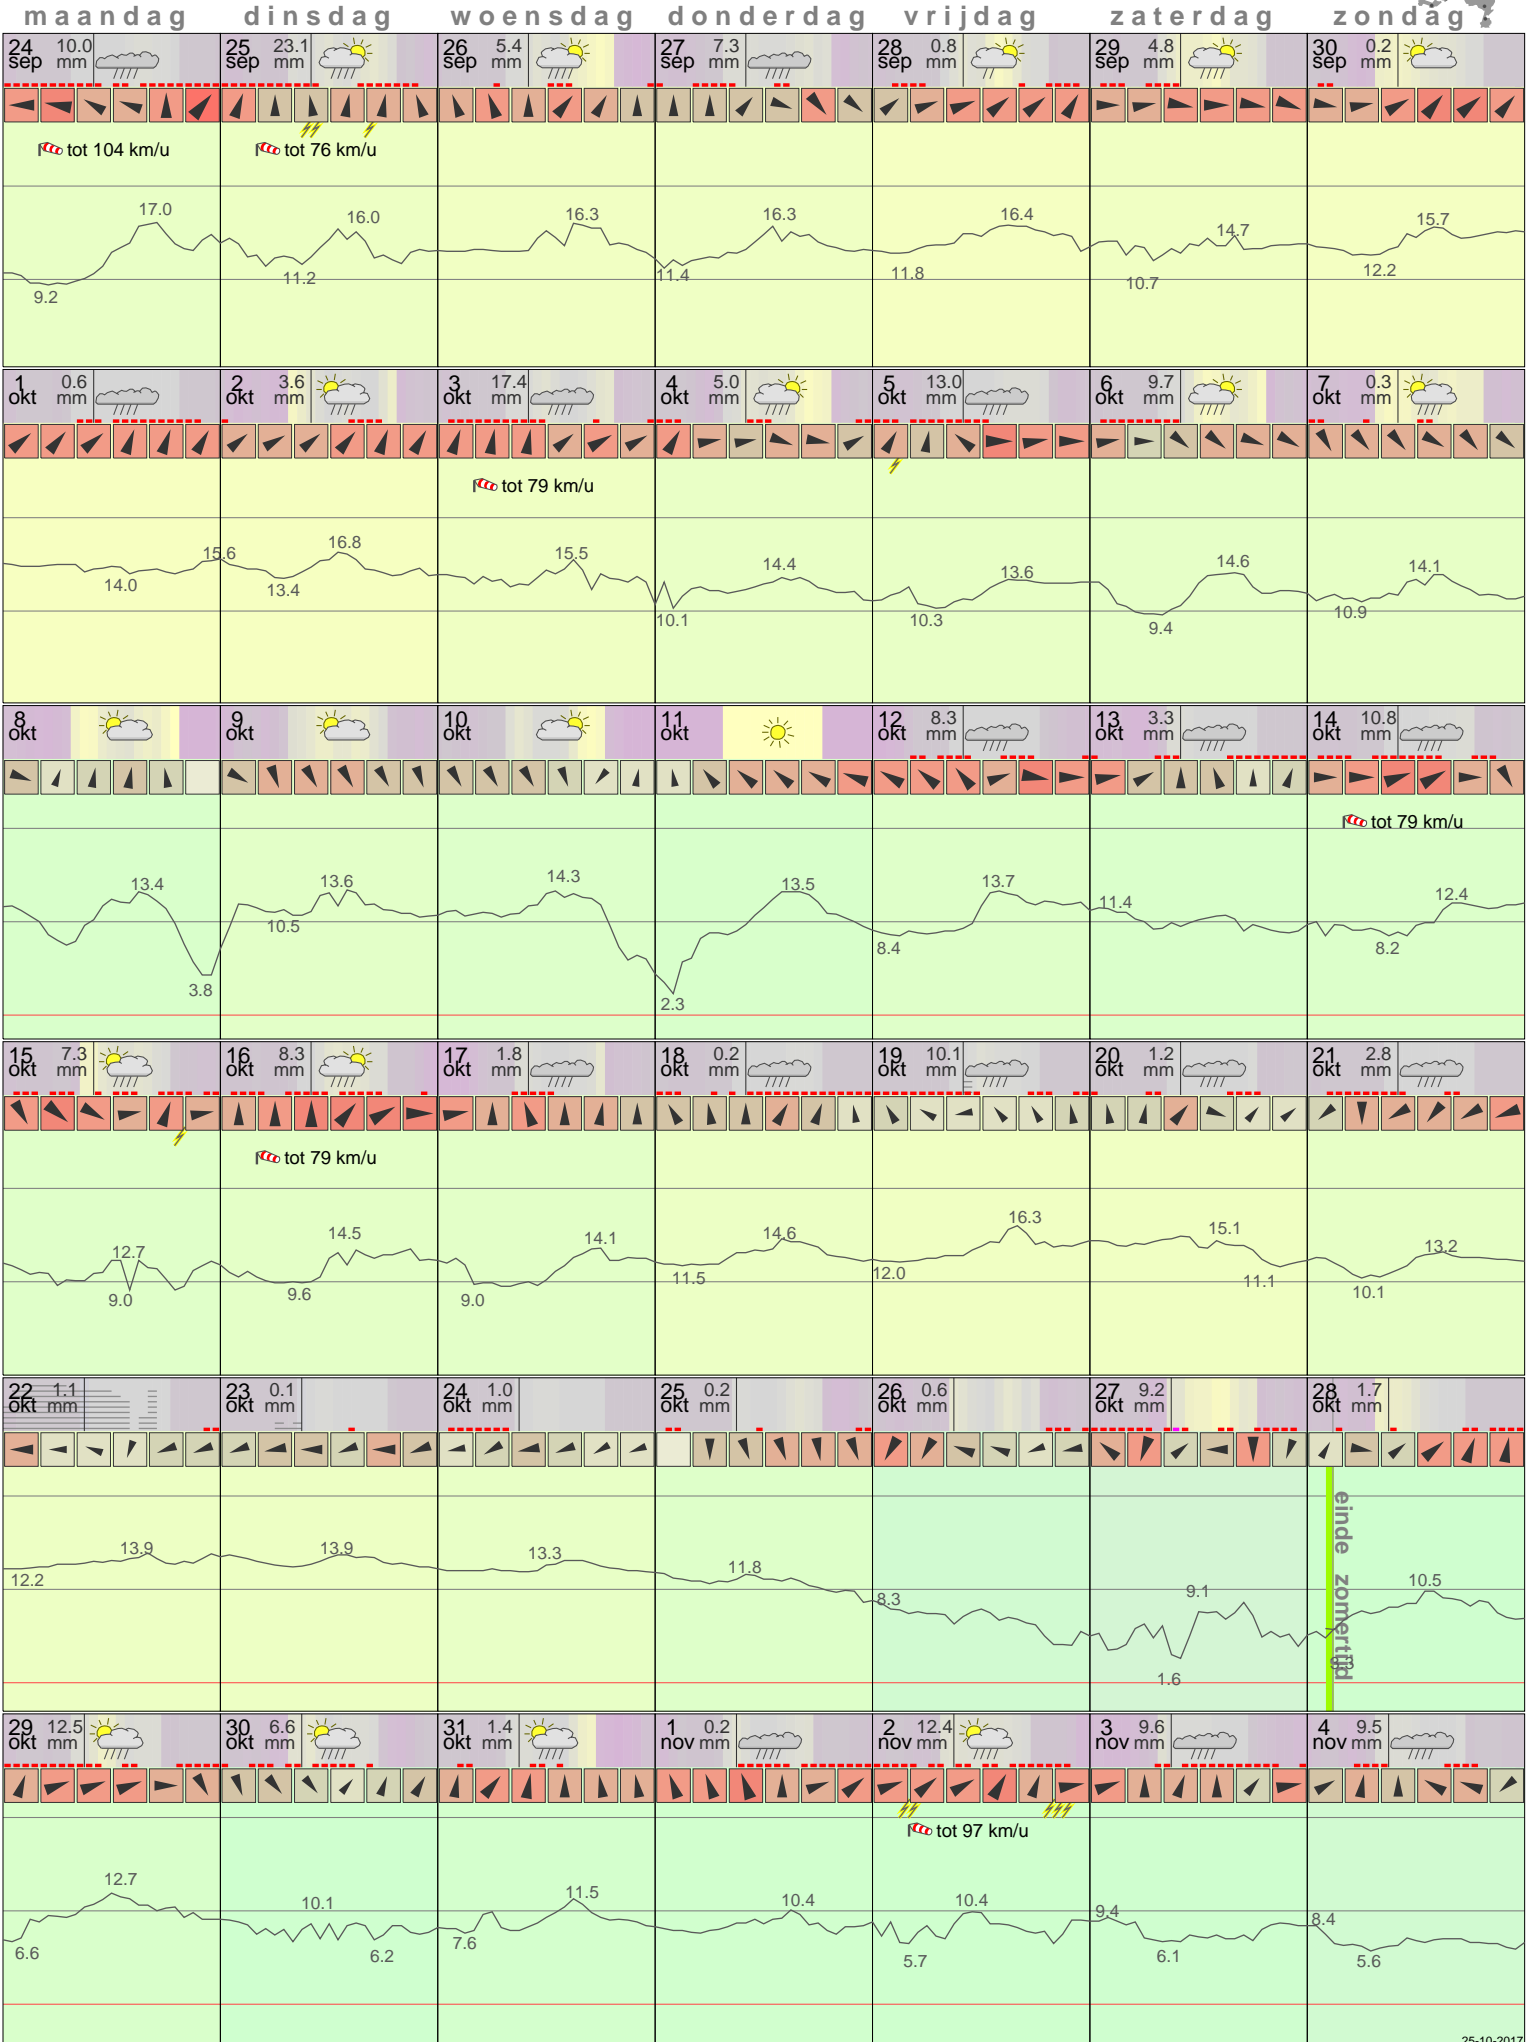 maandag dinsdag woensdag donderdag vrijdag zaterdag zondag
24 sep 10.0 mm
tot 104 km/u
17.0
9.2
25 sep 23.1 mm
tot 76 km/u
16.0
11.2
26 sep 5.4 mm
16.3
27 sep 7.3 mm
16.3
11.4
28 sep 0.8 mm
16.4
11.8
29 sep 4.8 mm
14.7
10.7
30 sep 0.2 mm
15.7
12.2
1 okt 0.6 mm
15.6
14.0
2 okt 3.6 mm
16.8
13.4
3 okt 17.4 mm
tot 79 km/u
15.5
4 okt 5.0 mm
14.4
10.1
5 okt 13.0 mm
13.6
10.3
6 okt 9.7 mm
14.6
9.4
7 okt 0.3 mm
14.1
10.9
8 okt
13.4
3.8
9 okt
13.6
10.5
10 okt
14.3
11 okt
13.5
2.3
12 okt 8.3 mm
13.7
8.4
13 okt 3.3 mm
11.4
14 okt 10.8 mm
tot 79 km/u
12.4
8.2
15 okt 7.3 mm
12.7
9.0
16 okt 8.3 mm
tot 79 km/u
14.5
9.6
17 okt 1.8 mm
14.1
9.0
18 okt 0.2 mm
14.6
11.5
19 okt 10.1 mm
16.3
12.0
20 okt 1.2 mm
15.1
11.1
21 okt 2.8 mm
13.2
10.1
22 okt 1.1 mm
13.9
12.2
23 okt 0.1 mm
13.9
24 okt 1.0 mm
13.3
25 okt 0.2 mm
11.8
26 okt 0.6 mm
8.3
27 okt 9.2 mm
9.1
1.6
28 okt 1.7 mm
einde zomertijd
10.5
29 okt 12.5 mm
12.7
6.6
30 okt 6.6 mm
10.1
6.2
31 okt 1.4 mm
11.5
7.6
1 nov 0.2 mm
10.4
2 nov 12.4 mm
tot 97 km/u
10.4
5.7
3 nov 9.6 mm
9.4
6.1
4 nov 9.5 mm
8.4
5.6
25-10-2017